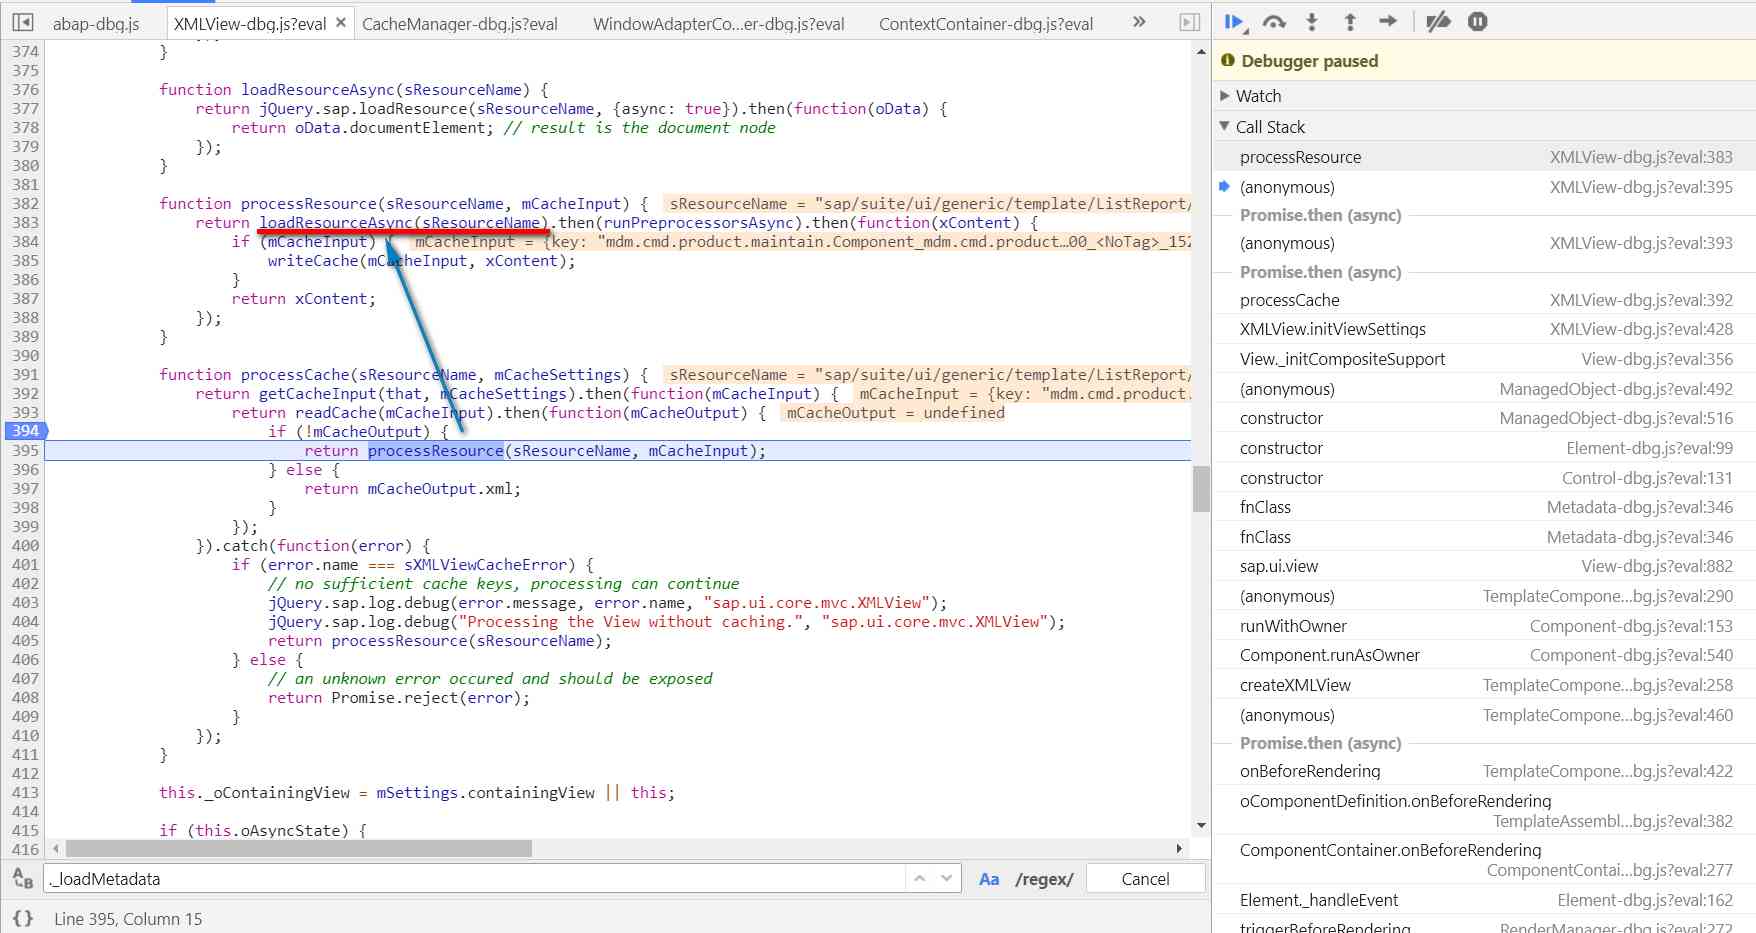 abap-dbg.js XMLView-dbg.js?eval × CacheManager-dbg.js?eval WindowAdapterCo...er-dbg.js?eval ContextContainer-dbg.js?eval »
374 }
375
376 function loadResourceAsync(sResourceName) {
377 return jQuery.sap.loadResource(sResourceName, {async: true}).then(function(oData) {
378 return oData.documentElement; // result is the document node
379 });
380 }
381
382 function processResource(sResourceName, mCacheInput) { sResourceName = "sap/suite/ui/generic/template/ListReport/
383 return loadResourceAsync(sResourceName).then(runPreprocessorsAsync).then(function(xContent) {
384 if (mCacheInput) { mCacheInput = {key: "mdm.cmd.product.maintain.Component_mdm.cmd.product…00_<NoTag>_152
385 writeCache(mCacheInput, xContent);
386 }
387 return xContent;
388 });
389 }
390
391 function processCache(sResourceName, mCacheSettings) { sResourceName = "sap/suite/ui/generic/template/ListReport/
392 return getCacheInput(that, mCacheSettings).then(function(mCacheInput) { mCacheInput = {key: "mdm.cmd.product.
393 return readCache(mCacheInput).then(function(mCacheOutput) { mCacheOutput = undefined
394 if (!mCacheOutput) {
395 return processResource(sResourceName, mCacheInput);
396 } else {
397 return mCacheOutput.xml;
398 }
399 });
400 }).catch(function(error) {
401 if (error.name === sXMLViewCacheError) {
402 // no sufficient cache keys, processing can continue
403 jQuery.sap.log.debug(error.message, error.name, "sap.ui.core.mvc.XMLView");
404 jQuery.sap.log.debug("Processing the View without caching.", "sap.ui.core.mvc.XMLView");
405 return processResource(sResourceName);
406 } else {
407 // an unknown error occured and should be exposed
408 return Promise.reject(error);
409 }
410 });
411 }
412
413 this._oContainingView = mSettings.containingView || this;
414
415 if (this.oAsyncState) {
416
._loadMetadata Aa /regex/ Cancel
{} Line 395, Column 15
Debugger paused
Watch
Call Stack
processResource XMLView-dbg.js?eval:383
(anonymous) XMLView-dbg.js?eval:395
Promise.then (async)
(anonymous) XMLView-dbg.js?eval:393
Promise.then (async)
processCache XMLView-dbg.js?eval:392
XMLView.initViewSettings XMLView-dbg.js?eval:428
View._initCompositeSupport View-dbg.js?eval:356
(anonymous) ManagedObject-dbg.js?eval:492
constructor ManagedObject-dbg.js?eval:516
constructor Element-dbg.js?eval:99
constructor Control-dbg.js?eval:131
fnClass Metadata-dbg.js?eval:346
fnClass Metadata-dbg.js?eval:346
sap.ui.view View-dbg.js?eval:882
(anonymous) TemplateCompone...bg.js?eval:290
runWithOwner Component-dbg.js?eval:153
Component.runAsOwner Component-dbg.js?eval:540
createXMLView TemplateCompone...bg.js?eval:258
(anonymous) TemplateCompone...bg.js?eval:460
Promise.then (async)
onBeforeRendering TemplateCompone...bg.js?eval:422
oComponentDefinition.onBeforeRendering
TemplateAssembl...bg.js?eval:382
ComponentContainer.onBeforeRendering
ComponentContai...bg.js?eval:277
Element._handleEvent Element-dbg.js?eval:162
triggerBeforeRendering RenderManager-dbg.js?eval:272